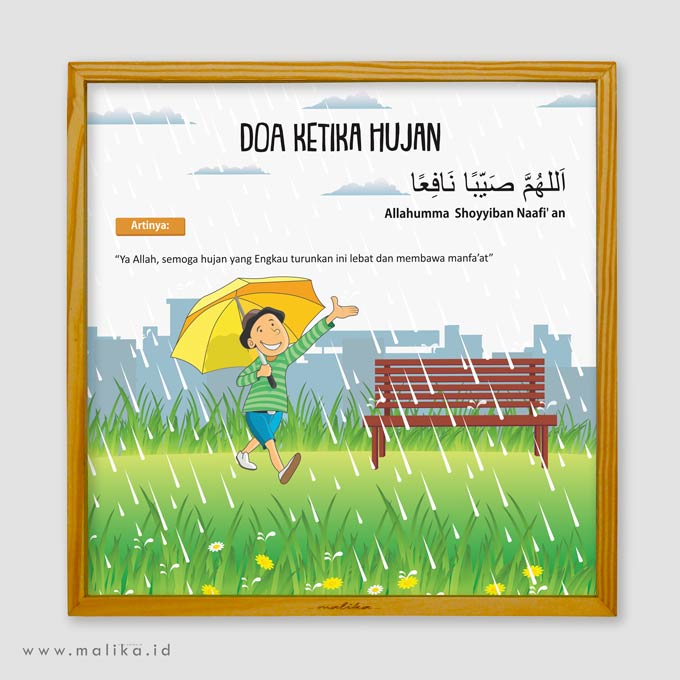 DOA KETIKA HUJAN
اَللهُمَّ صَيِّبًا نَافِعًا
Allahumma Shoyyiban Naafi' an
Artinya:
“Ya Allah, semoga hujan yang Engkau turunkan ini lebat dan membawa manfa’at”
malika
www.malika.id